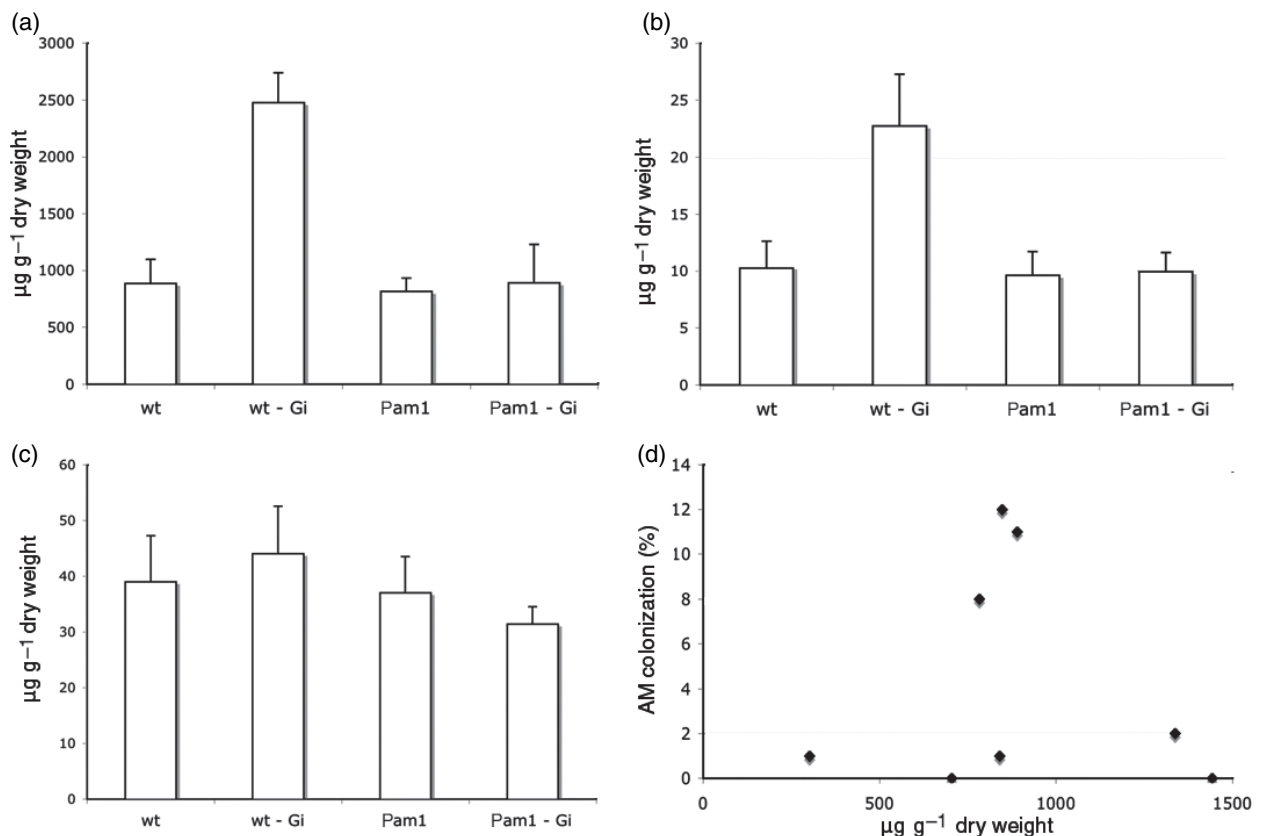 (a)
3000
2500
2000
1500
1000
500
0
µg g−1 dry weight
wt wt - Gi Pam1 Pam1 - Gi
(b)
30
25
20
15
10
5
0
µg g−1 dry weight
wt wt - Gi Pam1 Pam1 - Gi
(c)
60
50
40
30
20
10
0
µg g−1 dry weight
wt wt - Gi Pam1 Pam1 - Gi
(d)
14
12
10
8
6
4
2
0
AM colonization (%)
0 500 1000 1500
µg g−1 dry weight